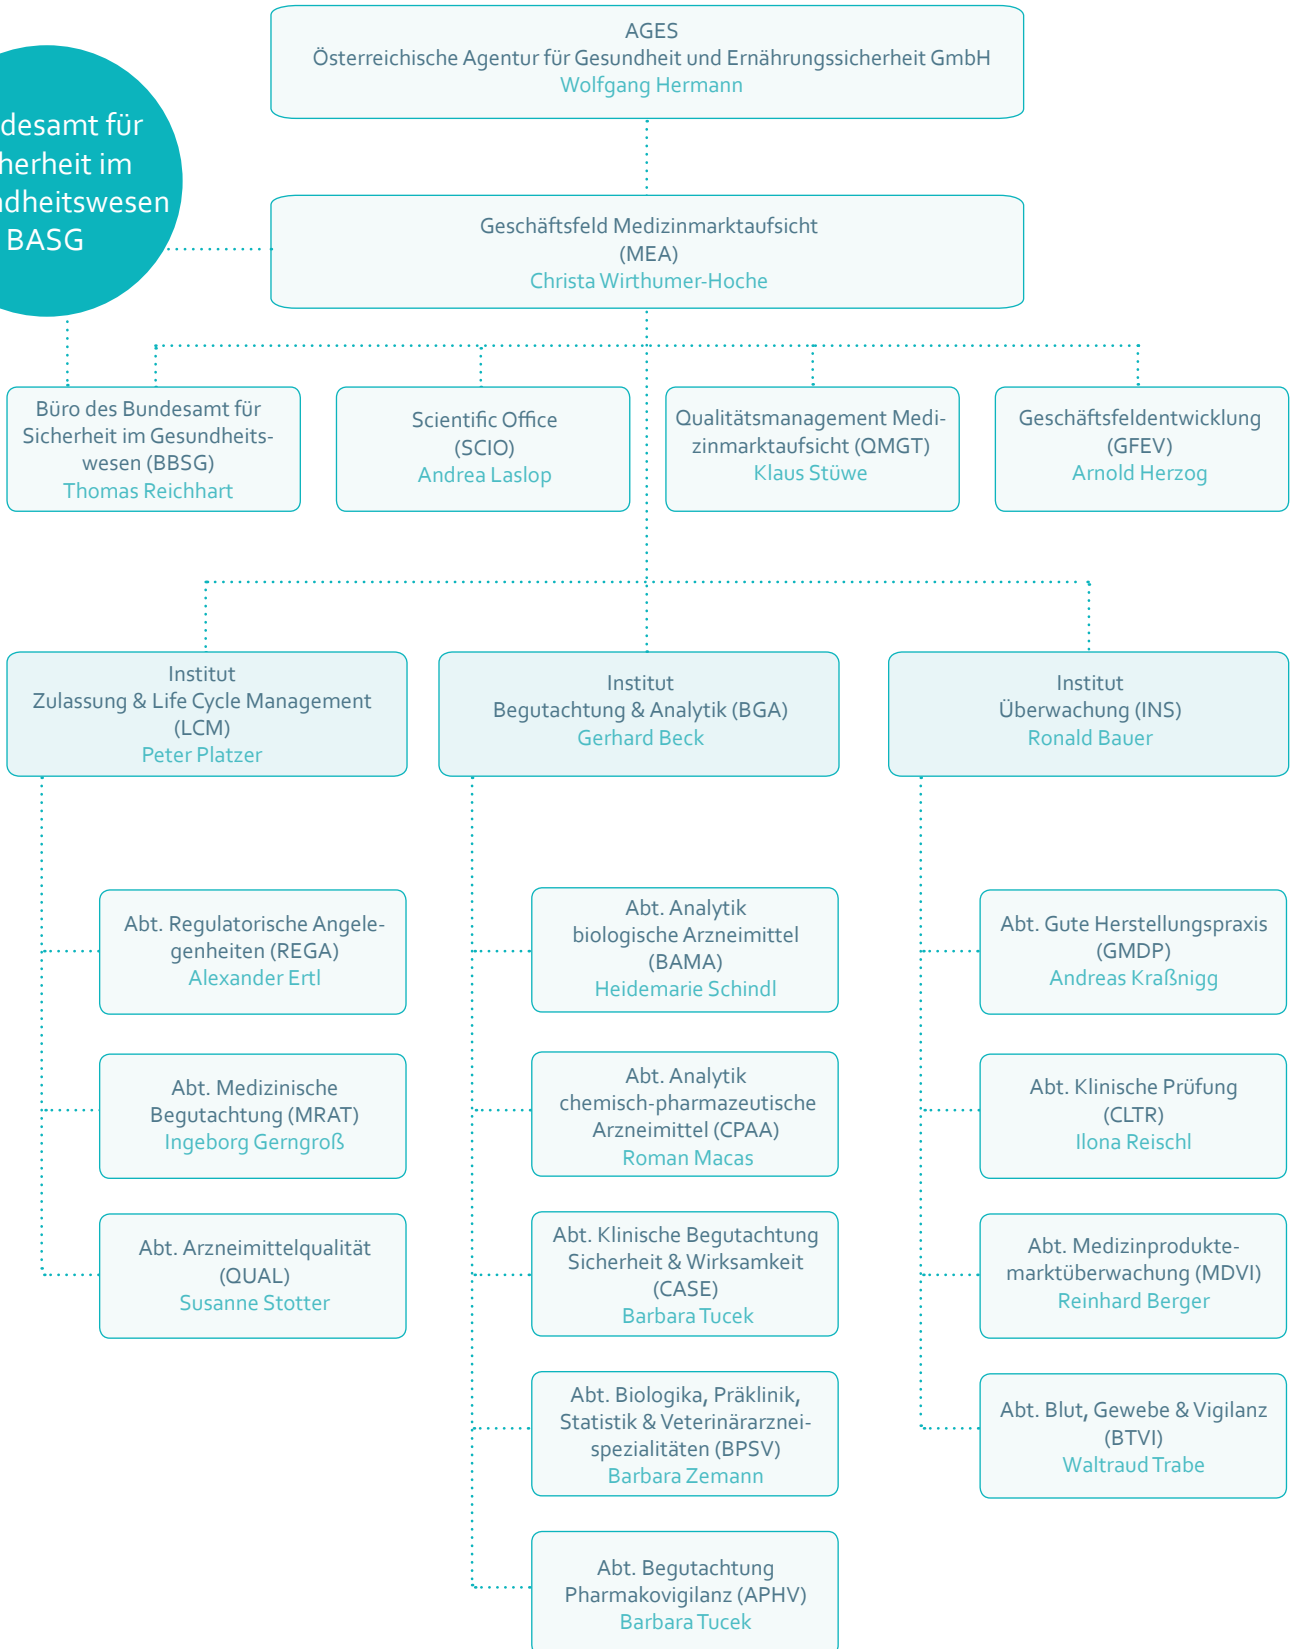 AGES
Österreichische Agentur für Gesundheit und Ernährungssicherheit GmbH
Wolfgang Hermann
desamt für
herheit im
ndheitswesen
BASG
Geschäftsfeld Medizinmarktaufsicht
(MEA)
Christa Wirthumer-Hoche
Büro des Bundesamt für
Sicherheit im Gesundheits-
wesen (BBSG)
Thomas Reichhart
Scientific Office
(SCIO)
Andrea Laslop
Qualitätsmanagement Medi-
zinmarktaufsicht (QMGT)
Klaus Stüwe
Geschäftsfeldentwicklung
(GFEV)
Arnold Herzog
Institut
Zulassung & Life Cycle Management
(LCM)
Peter Platzer
Institut
Begutachtung & Analytik (BGA)
Gerhard Beck
Institut
Überwachung (INS)
Ronald Bauer
Abt. Regulatorische Angele-
genheiten (REGA)
Alexander Ertl
Abt. Medizinische
Begutachtung (MRAT)
Ingeborg Gerngroß
Abt. Arzneimittelqualität
(QUAL)
Susanne Stotter
Abt. Analytik
biologische Arzneimittel
(BAMA)
Heidemarie Schindl
Abt. Analytik
chemisch-pharmazeutische
Arzneimittel (CPAA)
Roman Macas
Abt. Klinische Begutachtung
Sicherheit & Wirksamkeit
(CASE)
Barbara Tucek
Abt. Biologika, Präklinik,
Statistik & Veterinärarznei-
spezialitäten (BPSV)
Barbara Zemann
Abt. Begutachtung
Pharmakovigilanz (APHV)
Barbara Tucek
Abt. Gute Herstellungspraxis
(GMDP)
Andreas Kraßnigg
Abt. Klinische Prüfung
(CLTR)
Ilona Reischl
Abt. Medizinprodukte-
marktüberwachung (MDVI)
Reinhard Berger
Abt. Blut, Gewebe & Vigilanz
(BTVI)
Waltraud Trabe